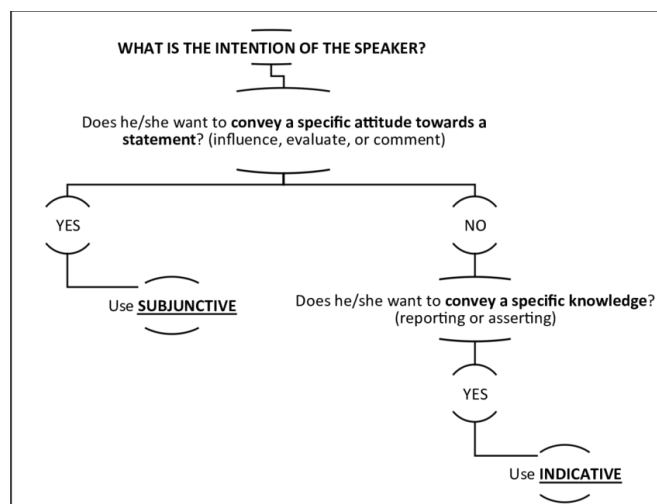 WHAT IS THE INTENTION OF THE SPEAKER?
Does he/she want to convey a specific attitude towards a
statement? (influence, evaluate, or comment)
YES
NO
Use SUBJUNCTIVE
Does he/she want to convey a specific knowledge?
(reporting or asserting)
YES
Use INDICATIVE